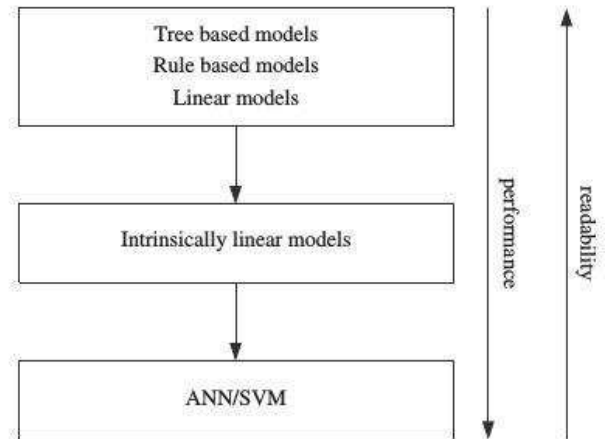 Tree based models
Rule based models
Linear models
Intrinsically linear models
ANN/SVM
performance
readability